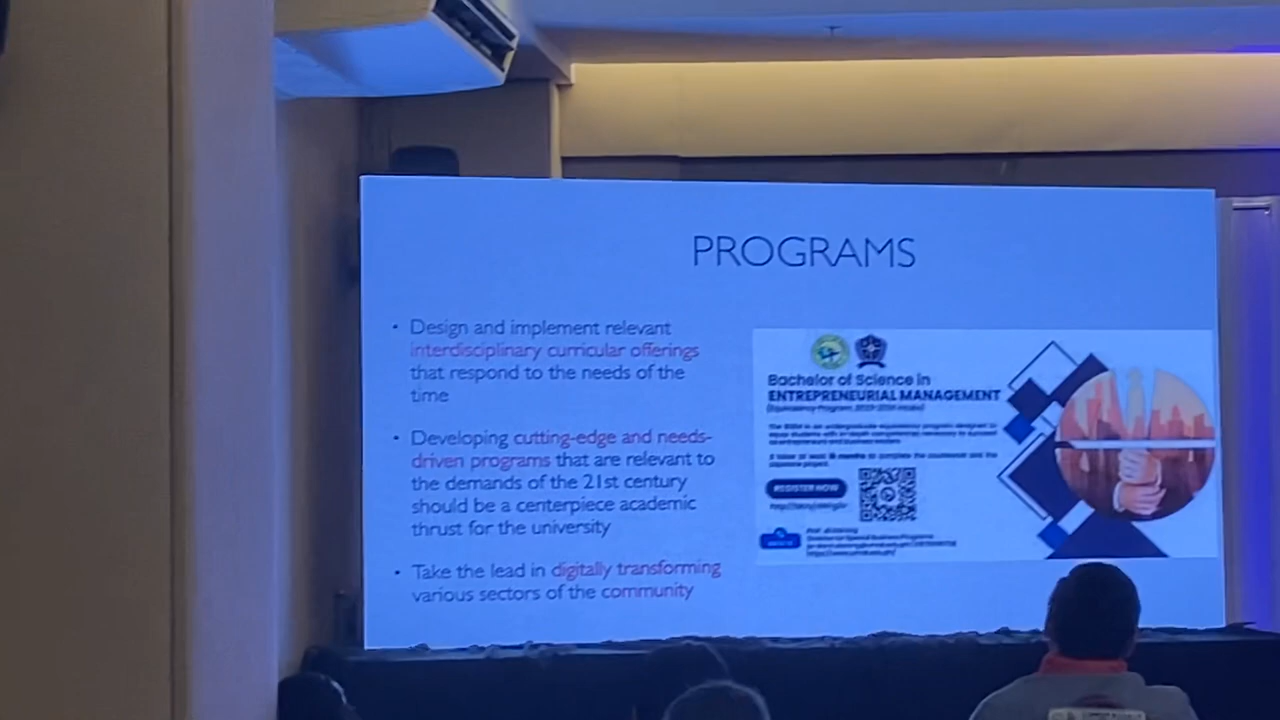 PROGRAMS
• Design and implement relevant
interdisciplinary curricular offerings
that respond to the needs of the
time
• Developing cutting-edge and needs-
driven programs that are relevant to
the demands of the 21st century
should be a centerpiece academic
thrust for the university
• Take the lead in digitally transforming
various sectors of the community
Bachelor of Science in
ENTREPRENEURIAL MANAGEMENT
REGISTER NOW